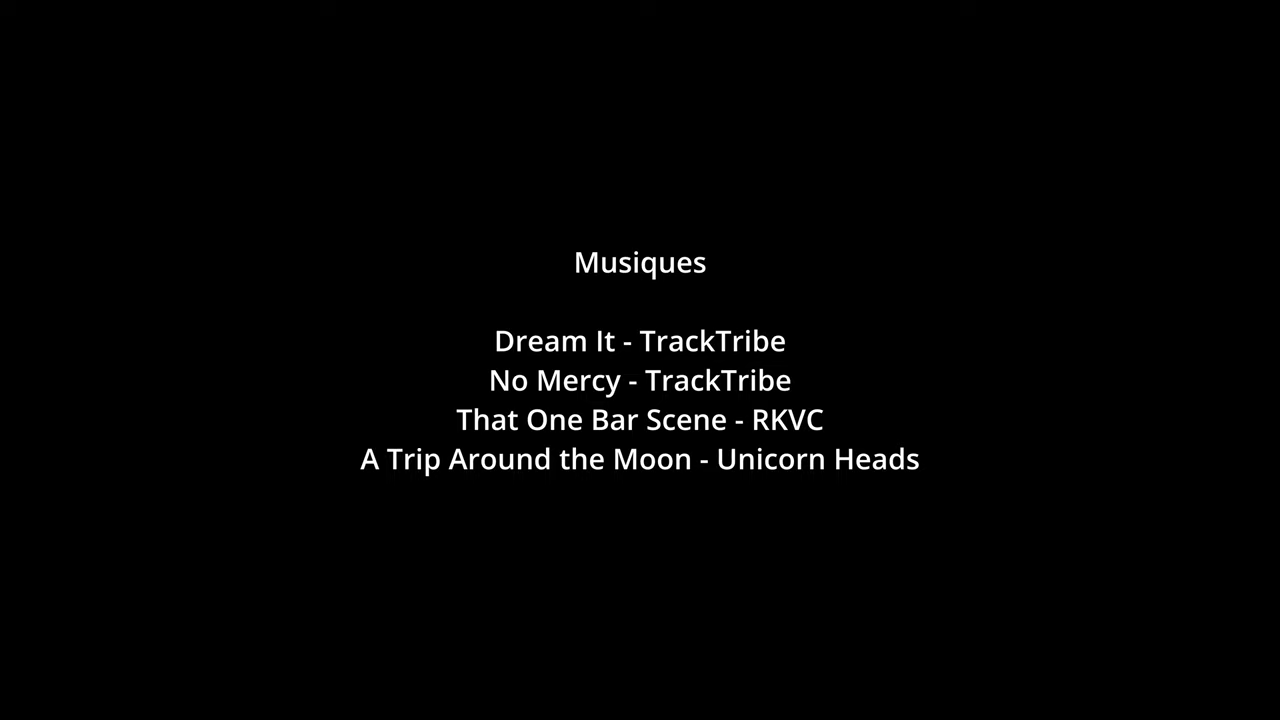 Musiques
Dream It - TrackTribe
No Mercy - TrackTribe
That One Bar Scene - RKVC
A Trip Around the Moon - Unicorn Heads